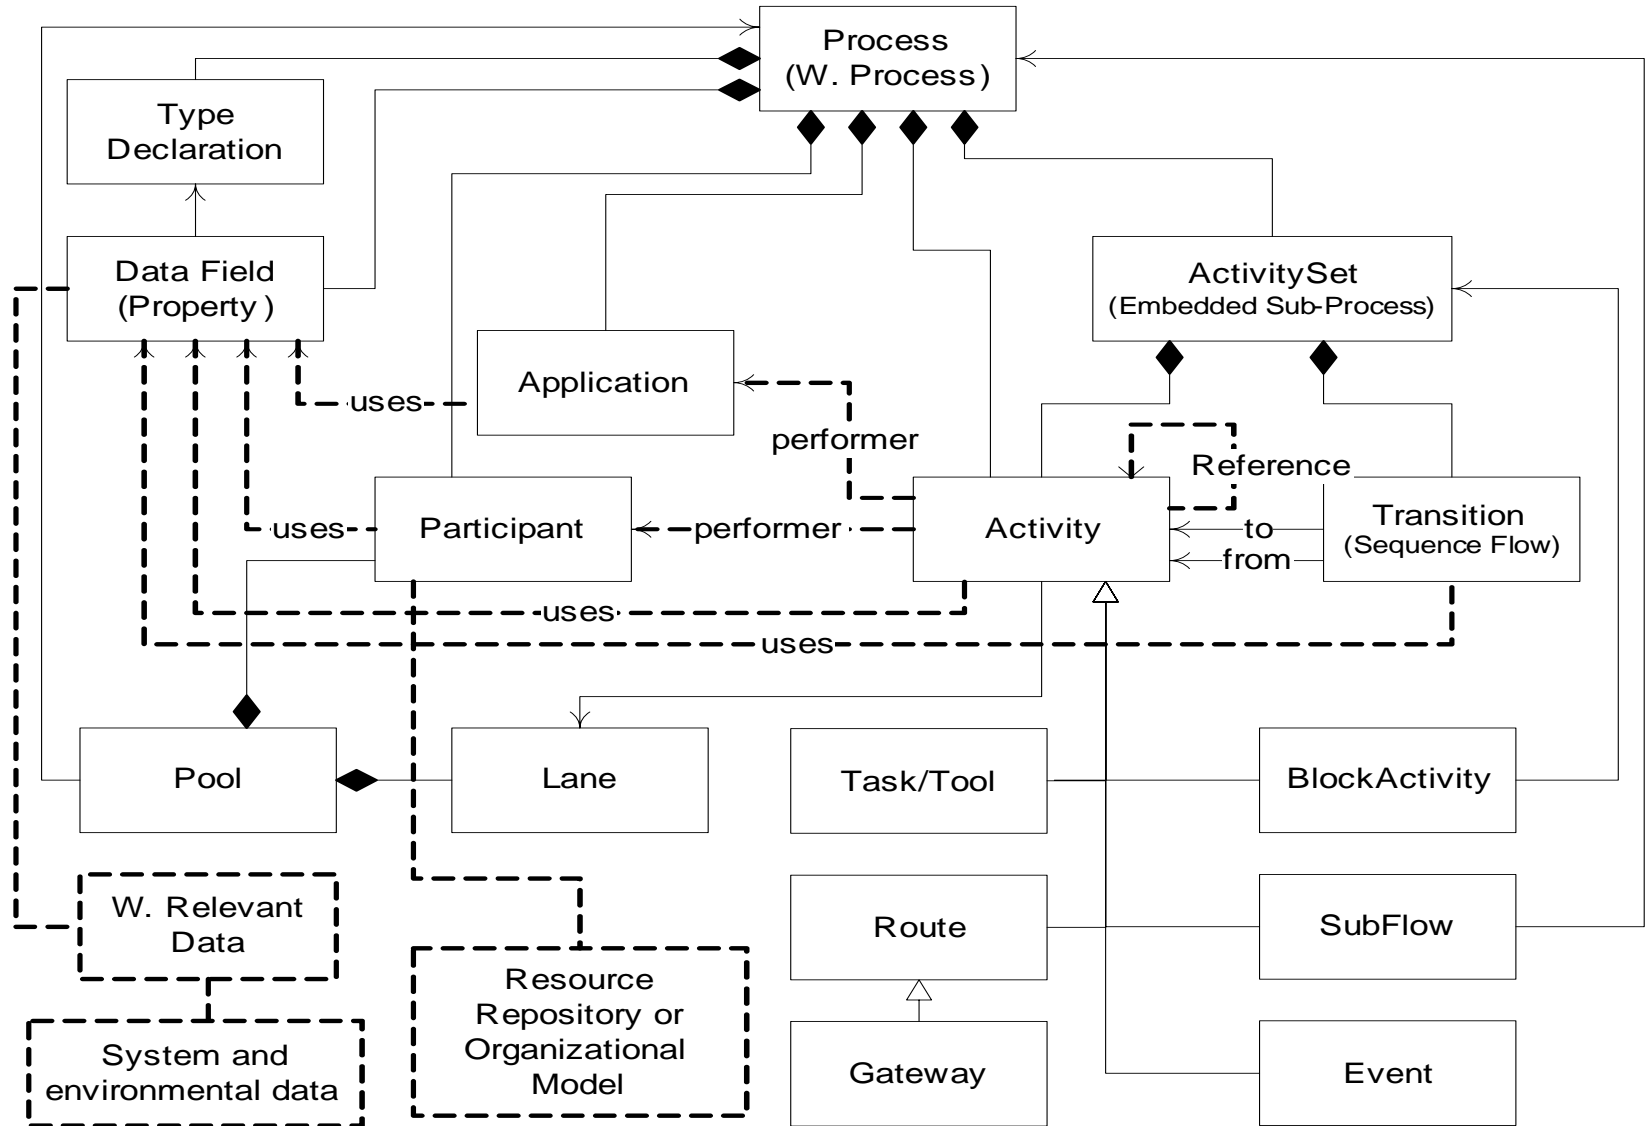 Process
(W. Process)
Type
Declaration
Data Field
(Property)
ActivitySet
(Embedded Sub-Process)
Application
uses
performer
Reference
Participant
uses
performer
Activity
to
from
Transition
(Sequence Flow)
uses
uses
Pool
Lane
Task/Tool
BlockActivity
W. Relevant
Data
Route
SubFlow
Resource
Repository or
Organizational
Model
System and
environmental data
Gateway
Event